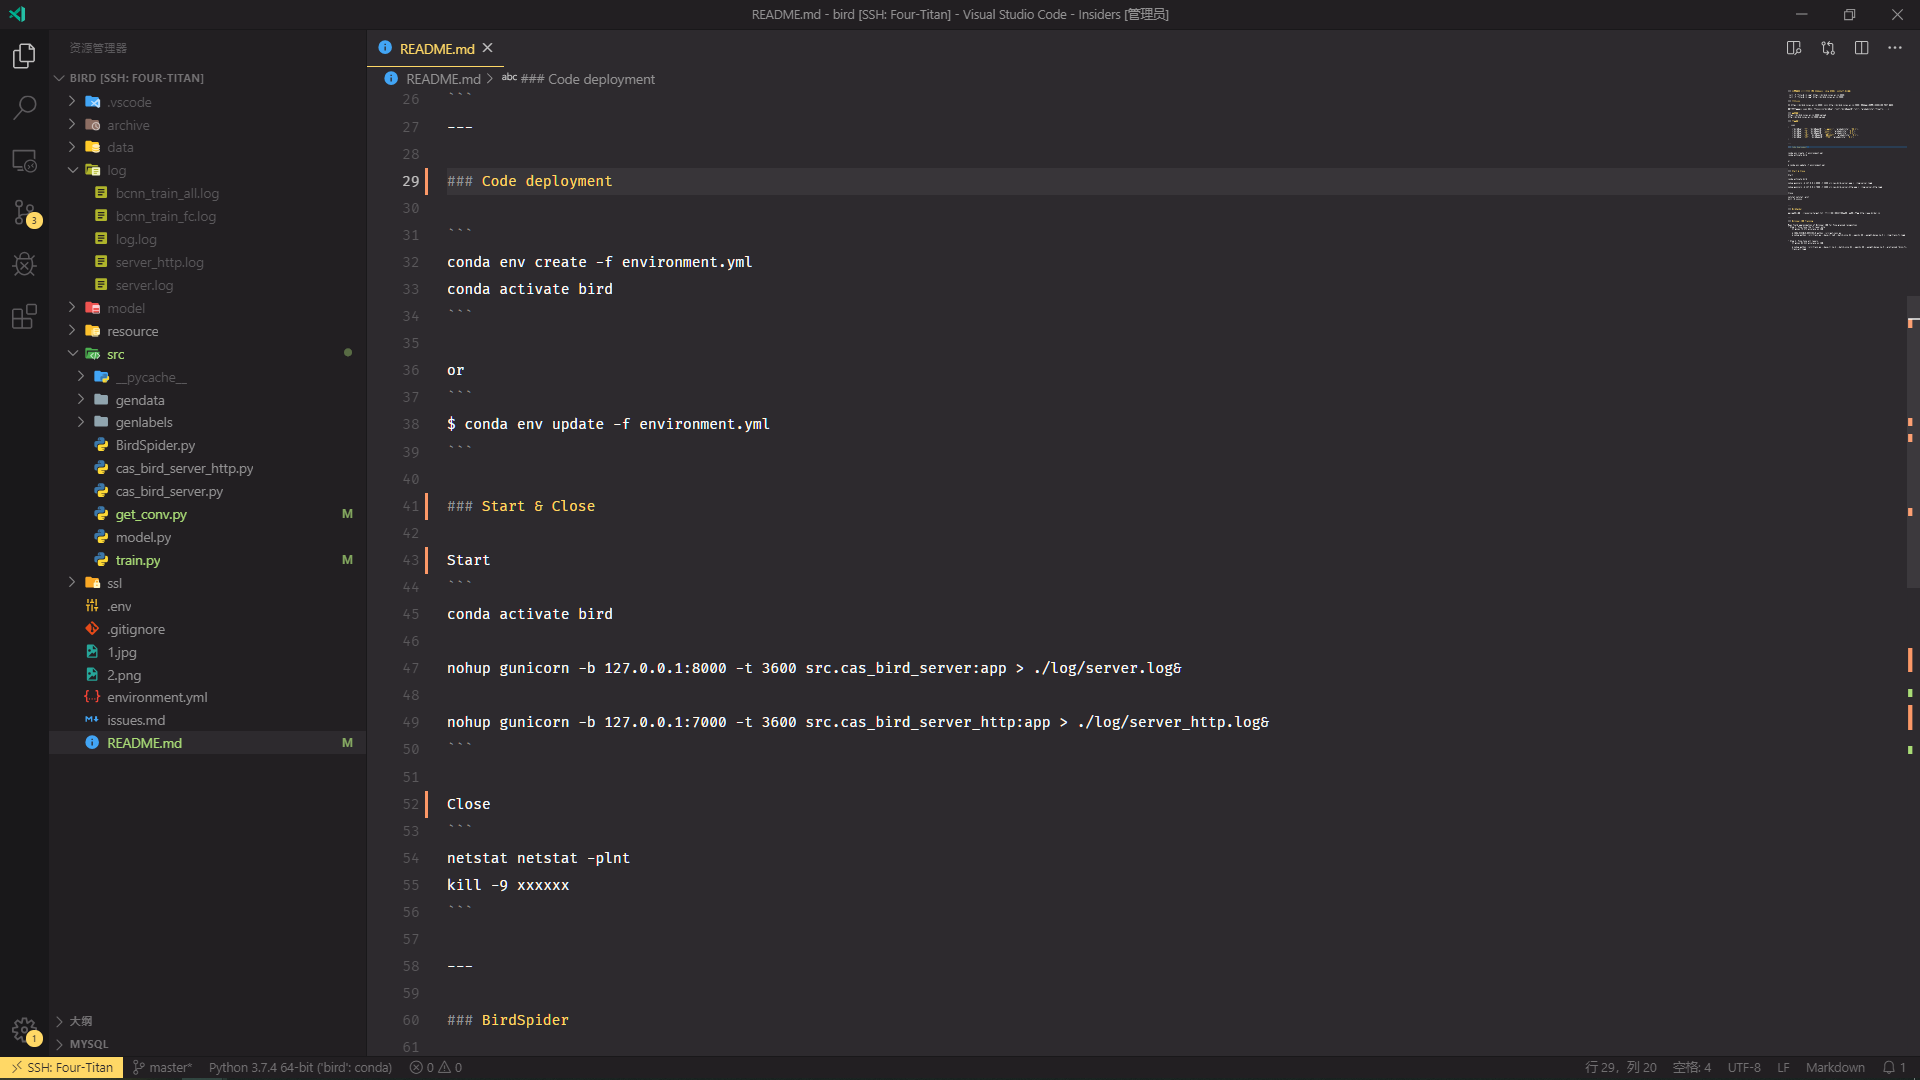 README.md - bird [SSH: Four-Titan] - Visual Studio Code - Insiders [管理员]
资源管理器
BIRD [SSH: FOUR-TITAN]
.vscode
archive
data
log
bcnn_train_all.log
bcnn_train_fc.log
log.log
server_http.log
server.log
model
resource
src
__pycache__
gendata
genlabels
BirdSpider.py
cas_bird_server_http.py
cas_bird_server.py
get_conv.py M
model.py
train.py M
ssl
.env
.gitignore
1.jpg
2.png
environment.yml
issues.md
README.md M
大纲
MYSQL
3
1
README.md
README.md > abc ### Code deployment
26 ```
27 ---
28
29 ### Code deployment
30
31 ```
32 conda env create -f environment.yml
33 conda activate bird
34 ```
35
36 or
37 ```
38 $ conda env update -f environment.yml
39 ```
40
41 ### Start & Close
42
43 Start
44 ```
45 conda activate bird
46
47 nohup gunicorn -b 127.0.0.1:8000 -t 3600 src.cas_bird_server:app > ./log/server.log&
48
49 nohup gunicorn -b 127.0.0.1:7000 -t 3600 src.cas_bird_server_http:app > ./log/server_http.log&
50 ```
51
52 Close
53 ```
54 netstat netstat -plnt
55 kill -9 xxxxxx
56 ```
57
58 ---
59
60 ### BirdSpider
61
SSH: Four-Titan master* Python 3.7.4 64-bit ('bird': conda) 0 0 行 29，列 20 空格: 4 UTF-8 LF Markdown 1